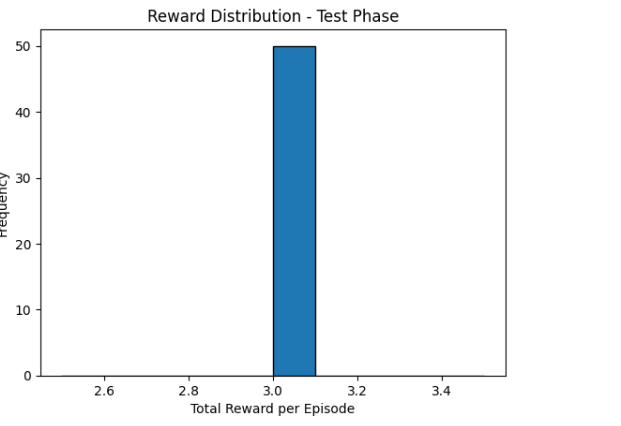 Reward Distribution - Test Phase
50
40
30
20
10
0
Frequency
2.6 2.8 3.0 3.2 3.4
Total Reward per Episode